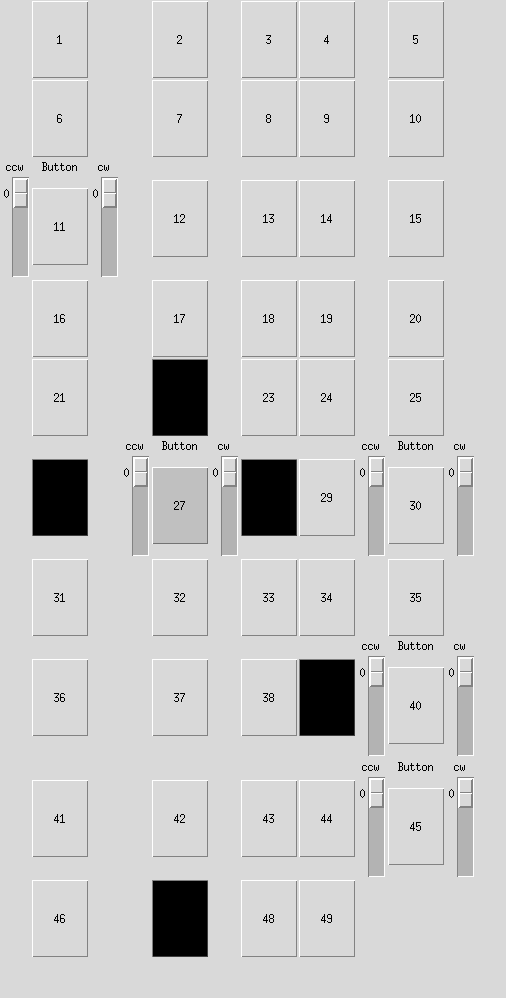 1 2 3 4 5
6 7 8 9 10
ccw Button cw
0 0
11 12 13 14 15
16 17 18 19 20
21 23 24 25
ccw Button cw ccw Button cw
0 0 0 0
27 29 30
31 32 33 34 35
ccw Button cw
0 0
36 37 38 40
ccw Button cw
0 0
41 42 43 44 45
46 48 49